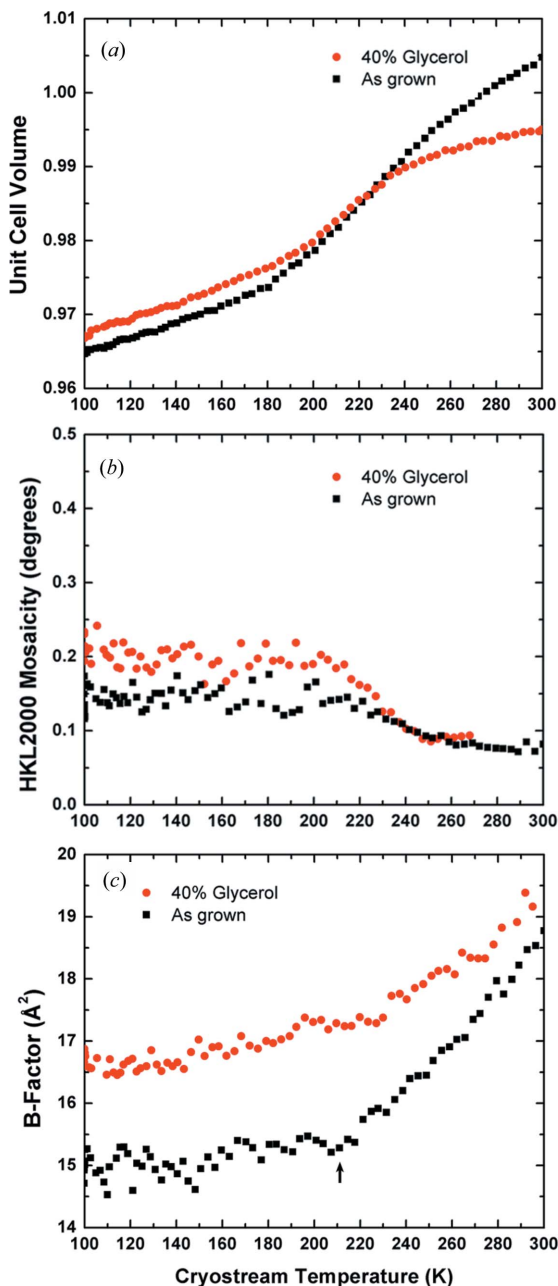 1.01
(a)
40% Glycerol
As grown
1.00
0.99
0.98
0.97
0.96
Unit Cell Volume
100 120 140 160 180 200 220 240 260 280 300
0.5
(b)
40% Glycerol
As grown
0.4
0.3
0.2
0.1
0.0
HKL2000 Mosaicity (degrees)
100 120 140 160 180 200 220 240 260 280 300
20
(c)
40% Glycerol
As grown
19
18
17
16
15
14
B-Factor (Å²)
100 120 140 160 180 200 220 240 260 280 300
Cryostream Temperature (K)